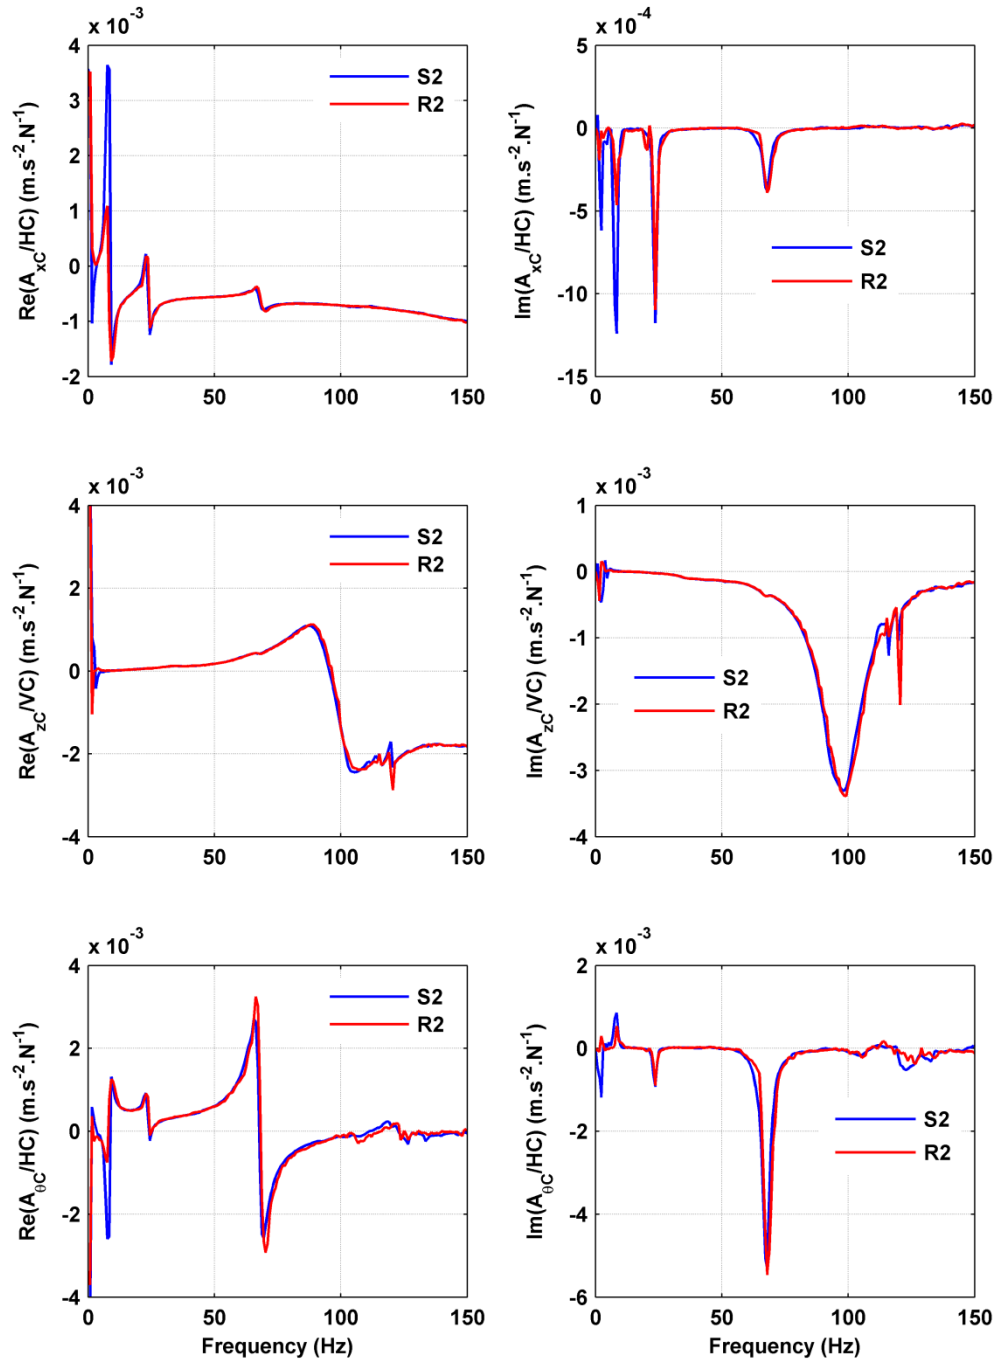 x 10⁻³
Re(A_xC/HC) (m.s⁻².N⁻¹)
4
3
2
1
0
-1
-2
0 50 100 150
S2
R2
x 10⁻⁴
Im(A_xC/HC) (m.s⁻².N⁻¹)
5
0
-5
-10
-15
0 50 100 150
S2
R2
x 10⁻³
Re(A_zC/VC) (m.s⁻².N⁻¹)
4
2
0
-2
-4
0 50 100 150
S2
R2
x 10⁻³
Im(A_zC/VC) (m.s⁻².N⁻¹)
1
0
-1
-2
-3
-4
0 50 100 150
S2
R2
x 10⁻³
Re(A_θC/HC) (m.s⁻².N⁻¹)
4
2
0
-2
-4
0 50 100 150
Frequency (Hz)
S2
R2
x 10⁻³
Im(A_θC/HC) (m.s⁻².N⁻¹)
2
0
-2
-4
-6
0 50 100 150
Frequency (Hz)
S2
R2